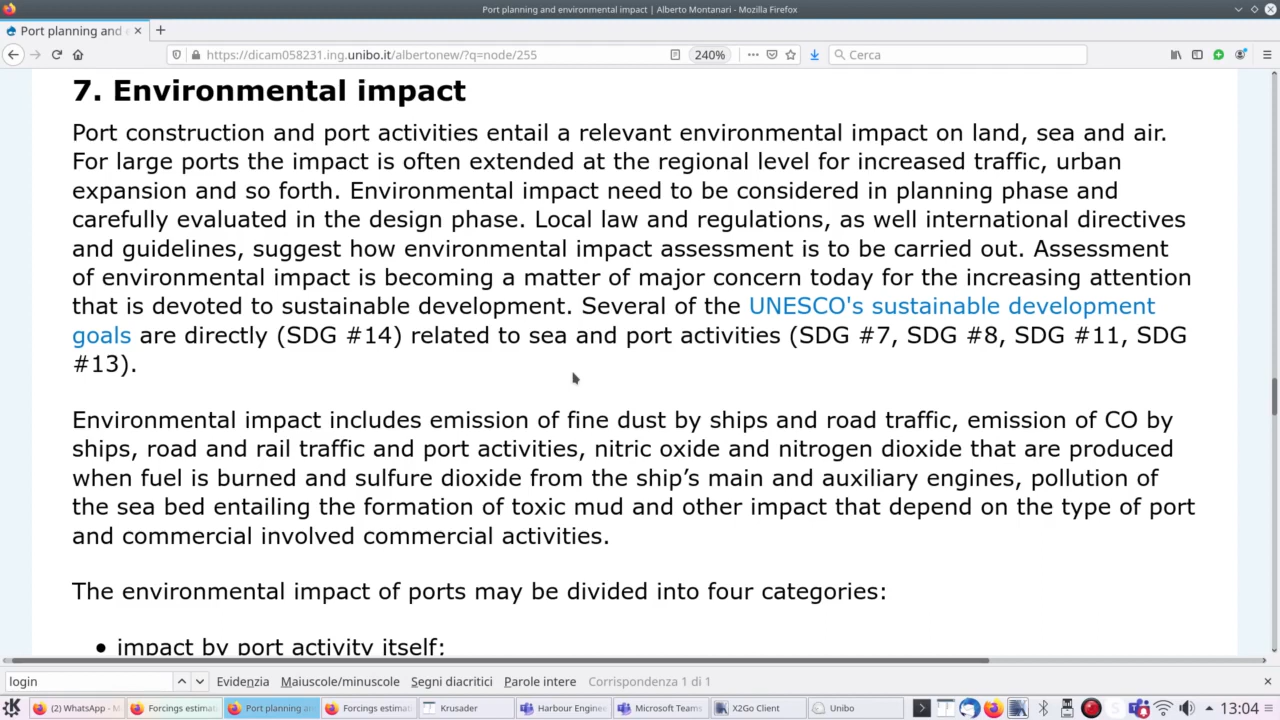 Port planning and environmental impact | Alberto Montanari - Mozilla Firefox
Port planning and e
https://dicam058231.ing.unibo.it/albertonew/?q=node/255
240%
Cerca
7. Environmental impact
Port construction and port activities entail a relevant environmental impact on land, sea and air.
For large ports the impact is often extended at the regional level for increased traffic, urban
expansion and so forth. Environmental impact need to be considered in planning phase and
carefully evaluated in the design phase. Local law and regulations, as well international directives
and guidelines, suggest how environmental impact assessment is to be carried out. Assessment
of environmental impact is becoming a matter of major concern today for the increasing attention
that is devoted to sustainable development. Several of the UNESCO's sustainable development
goals are directly (SDG #14) related to sea and port activities (SDG #7, SDG #8, SDG #11, SDG
#13).
Environmental impact includes emission of fine dust by ships and road traffic, emission of CO by
ships, road and rail traffic and port activities, nitric oxide and nitrogen dioxide that are produced
when fuel is burned and sulfure dioxide from the ship’s main and auxiliary engines, pollution of
the sea bed entailing the formation of toxic mud and other impact that depend on the type of port
and commercial involved commercial activities.
The environmental impact of ports may be divided into four categories:
• impact by port activity itself;
login
Evidenzia Maiuscole/minuscole Segni diacritici Parole intere Corrispondenza 1 di 1
(2) WhatsApp - M Forcings estimat Port planning an Forcings estimat Krusader Harbour Engine Microsoft Teams X2Go Client Unibo 13:04